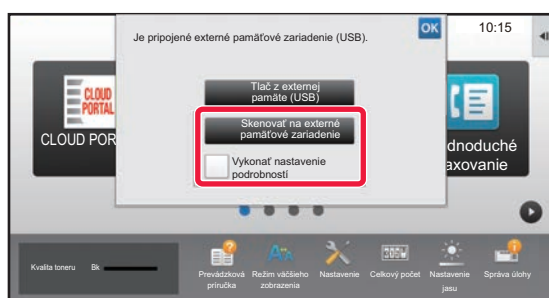 Je pripojené externé pamäťové zariadenie (USB).
OK
10:15
Tlač z externej
pamäte (USB)
CLOUD
PORTAL
Skenovať na externé
pamäťové zariadenie
CLOUD POR
dnoduché
axovanie
Vykonať nastavenie
podrobností
Kvalita toneru
Bk
Prevádzková
príručka
Režim väčšieho
zobrazenia
Nastavenie
Celkový počet
Nastavenie
jasu
Správa úlohy